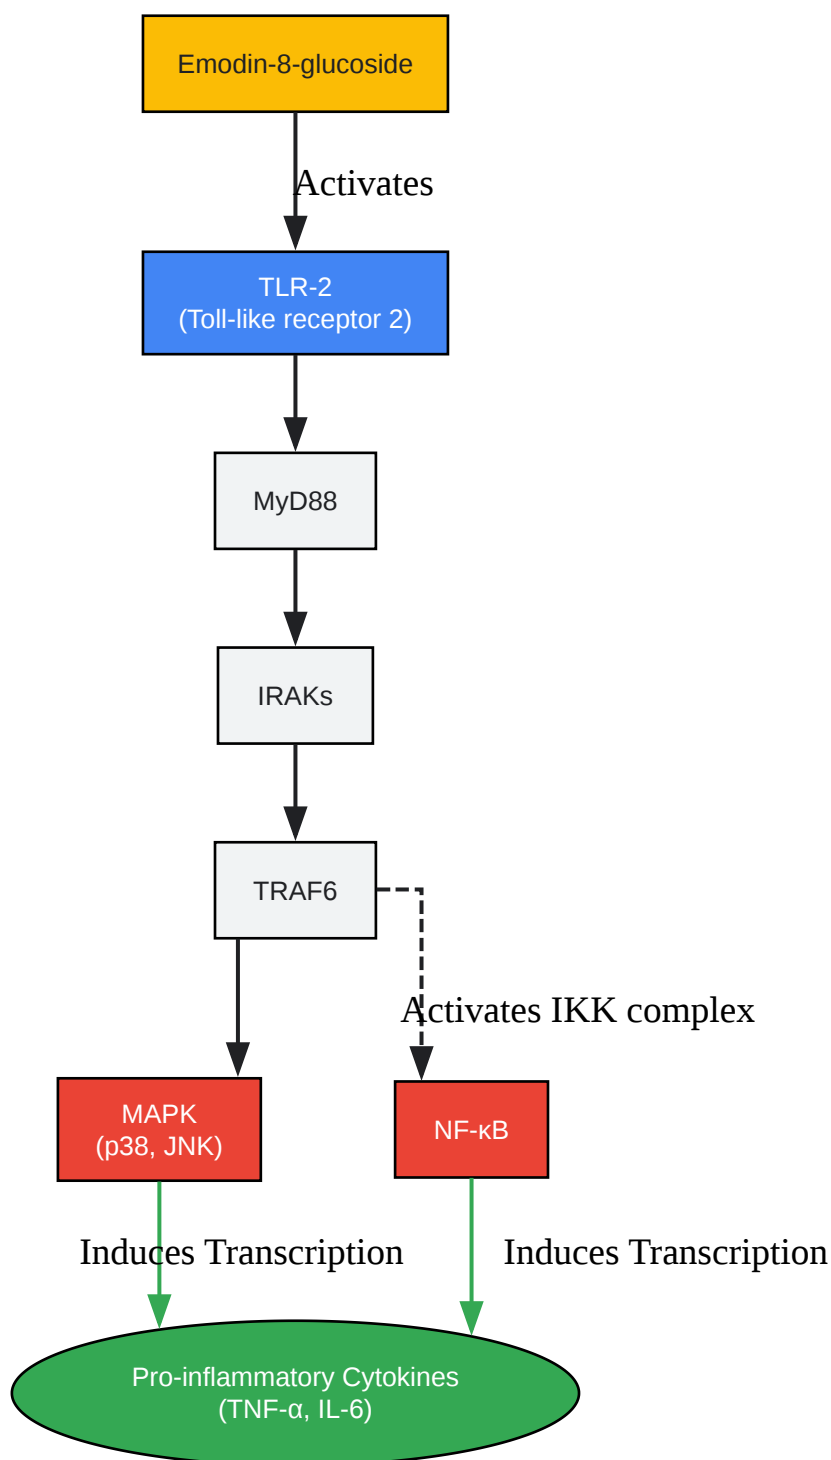 Emodin-8-glucoside
Activates
TLR-2
(Toll-like receptor 2)
MyD88
IRAKs
TRAF6
Activates IKK complex
MAPK
(p38, JNK)
NF-κB
Induces Transcription
Induces Transcription
Pro-inflammatory Cytokines
(TNF-α, IL-6)